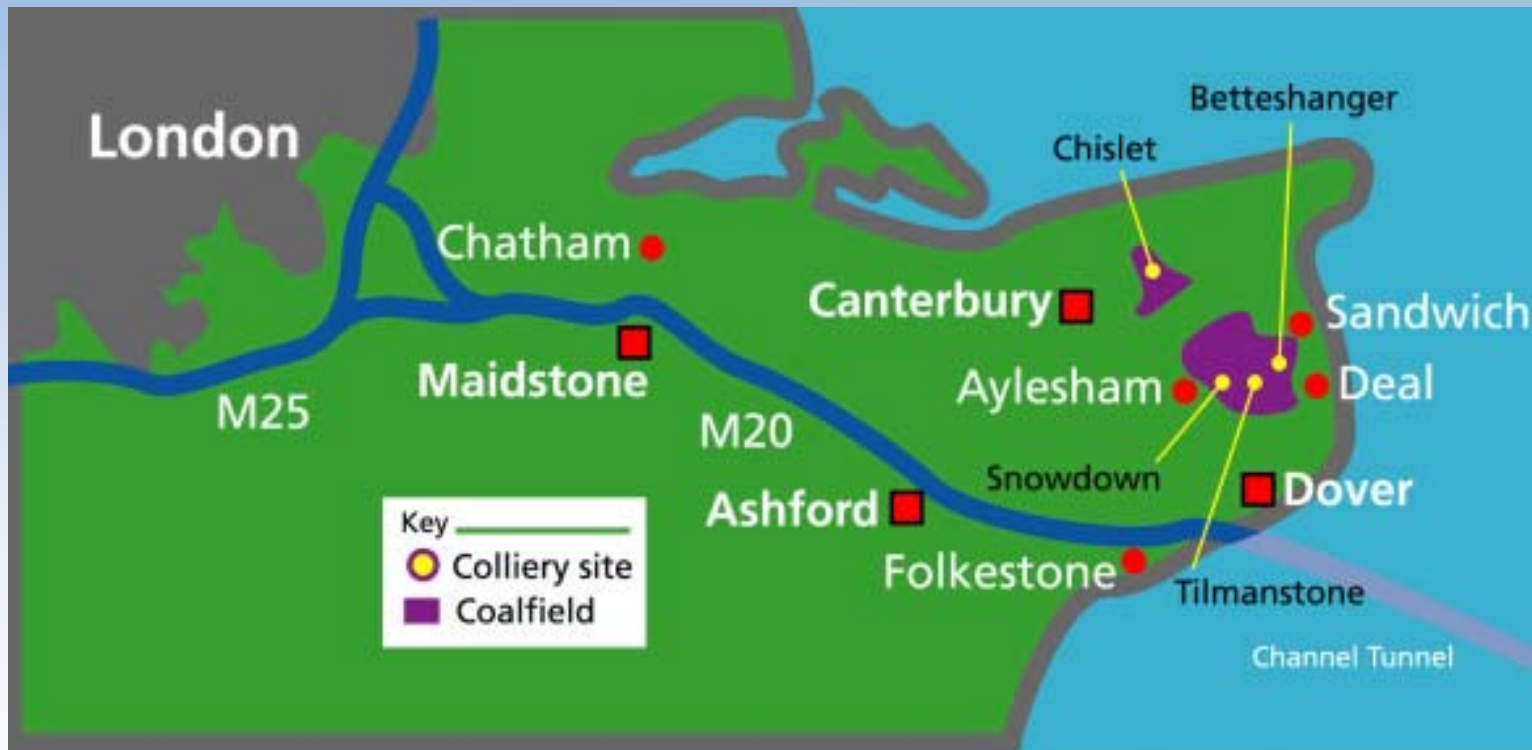 Betteshanger
London
Chislet
Chatham
Canterbury
Sandwich
Maidstone
Aylesham
Deal
M25
M20
Snowdown
Ashford
Dover
Key
Colliery site
Folkestone
Coalfield
Tilmanstone
Channel Tunnel